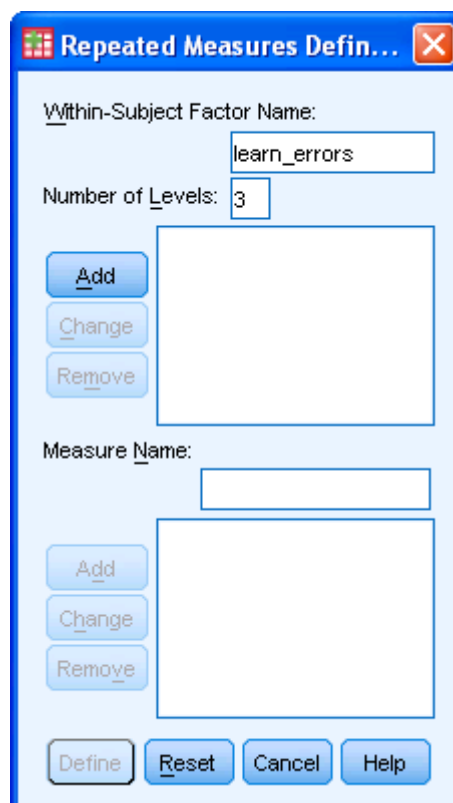 Repeated Measures Defin...
Within-Subject Factor Name:
learn_errors
Number of Levels: 3
Add
Change
Remove
Measure Name:
Add
Change
Remove
Define Reset Cancel Help